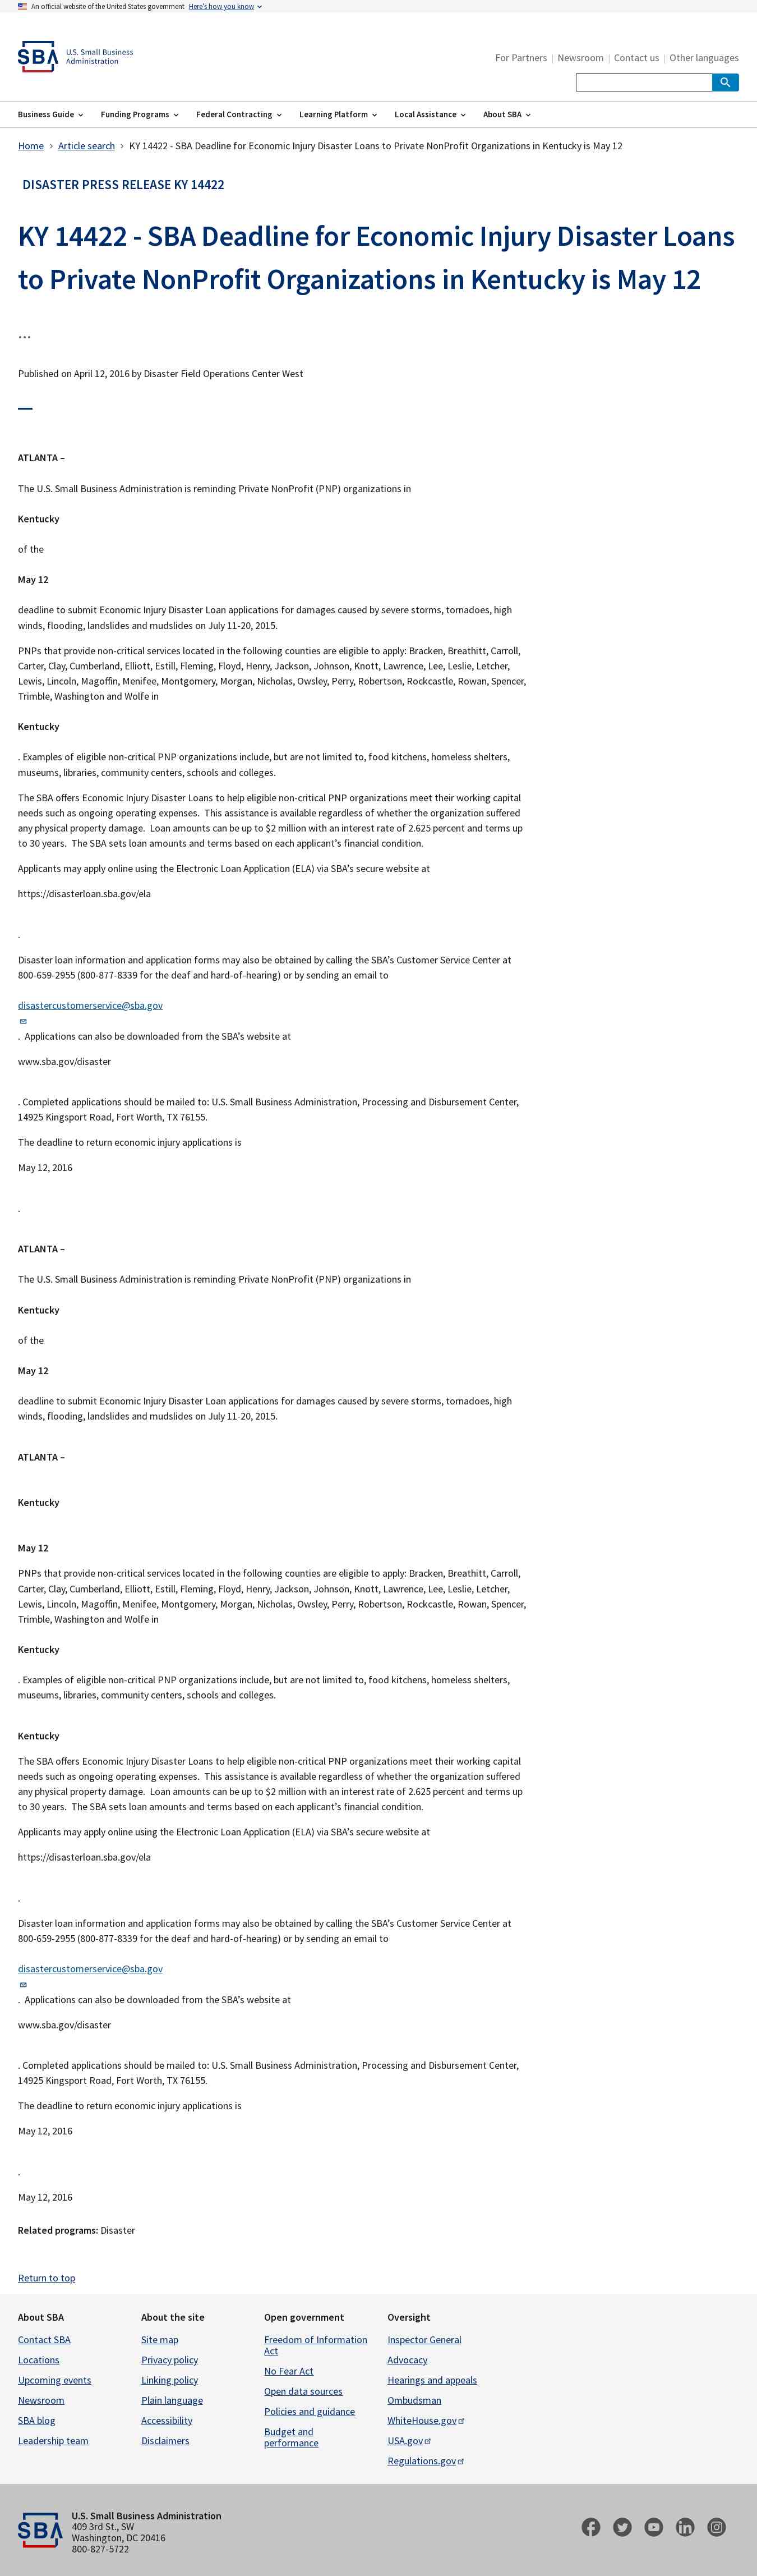 An official website of the United States government Here's how you know
U.S. Small Business
Administration
SBA
For Partners | Newsroom | Contact us | Other languages
Business Guide Funding Programs Federal Contracting Learning Platform Local Assistance About SBA
Home > Article search > KY 14422 - SBA Deadline for Economic Injury Disaster Loans to Private NonProfit Organizations in Kentucky is May 12
DISASTER PRESS RELEASE KY 14422
KY 14422 - SBA Deadline for Economic Injury Disaster Loans
to Private NonProfit Organizations in Kentucky is May 12
...
Published on April 12, 2016 by Disaster Field Operations Center West
ATLANTA –
The U.S. Small Business Administration is reminding Private NonProfit (PNP) organizations in
Kentucky
of the
May 12
deadline to submit Economic Injury Disaster Loan applications for damages caused by severe storms, tornadoes, high
winds, flooding, landslides and mudslides on July 11-20, 2015.
PNPs that provide non-critical services located in the following counties are eligible to apply: Bracken, Breathitt, Carroll,
Carter, Clay, Cumberland, Elliott, Estill, Fleming, Floyd, Henry, Jackson, Johnson, Knott, Lawrence, Lee, Leslie, Letcher,
Lewis, Lincoln, Magoffin, Menifee, Montgomery, Morgan, Nicholas, Owsley, Perry, Robertson, Rockcastle, Rowan, Spencer,
Trimble, Washington and Wolfe in
Kentucky
. Examples of eligible non-critical PNP organizations include, but are not limited to, food kitchens, homeless shelters,
museums, libraries, community centers, schools and colleges.
The SBA offers Economic Injury Disaster Loans to help eligible non-critical PNP organizations meet their working capital
needs such as ongoing operating expenses.  This assistance is available regardless of whether the organization suffered
any physical property damage.  Loan amounts can be up to $2 million with an interest rate of 2.625 percent and terms up
to 30 years.  The SBA sets loan amounts and terms based on each applicant's financial condition.
Applicants may apply online using the Electronic Loan Application (ELA) via SBA's secure website at
https://disasterloan.sba.gov/ela
.
Disaster loan information and application forms may also be obtained by calling the SBA's Customer Service Center at
800-659-2955 (800-877-8339 for the deaf and hard-of-hearing) or by sending an email to
disastercustomerservice@sba.gov
.  Applications can also be downloaded from the SBA's website at
www.sba.gov/disaster
. Completed applications should be mailed to: U.S. Small Business Administration, Processing and Disbursement Center,
14925 Kingsport Road, Fort Worth, TX 76155.
The deadline to return economic injury applications is
May 12, 2016
.
ATLANTA –
The U.S. Small Business Administration is reminding Private NonProfit (PNP) organizations in
Kentucky
of the
May 12
deadline to submit Economic Injury Disaster Loan applications for damages caused by severe storms, tornadoes, high
winds, flooding, landslides and mudslides on July 11-20, 2015.
ATLANTA –
Kentucky
May 12
PNPs that provide non-critical services located in the following counties are eligible to apply: Bracken, Breathitt, Carroll,
Carter, Clay, Cumberland, Elliott, Estill, Fleming, Floyd, Henry, Jackson, Johnson, Knott, Lawrence, Lee, Leslie, Letcher,
Lewis, Lincoln, Magoffin, Menifee, Montgomery, Morgan, Nicholas, Owsley, Perry, Robertson, Rockcastle, Rowan, Spencer,
Trimble, Washington and Wolfe in
Kentucky
. Examples of eligible non-critical PNP organizations include, but are not limited to, food kitchens, homeless shelters,
museums, libraries, community centers, schools and colleges.
Kentucky
The SBA offers Economic Injury Disaster Loans to help eligible non-critical PNP organizations meet their working capital
needs such as ongoing operating expenses.  This assistance is available regardless of whether the organization suffered
any physical property damage.  Loan amounts can be up to $2 million with an interest rate of 2.625 percent and terms up
to 30 years.  The SBA sets loan amounts and terms based on each applicant's financial condition.
Applicants may apply online using the Electronic Loan Application (ELA) via SBA's secure website at
https://disasterloan.sba.gov/ela
.
Disaster loan information and application forms may also be obtained by calling the SBA's Customer Service Center at
800-659-2955 (800-877-8339 for the deaf and hard-of-hearing) or by sending an email to
disastercustomerservice@sba.gov
.  Applications can also be downloaded from the SBA's website at
www.sba.gov/disaster
. Completed applications should be mailed to: U.S. Small Business Administration, Processing and Disbursement Center,
14925 Kingsport Road, Fort Worth, TX 76155.
The deadline to return economic injury applications is
May 12, 2016
.
May 12, 2016
Related programs: Disaster
Return to top
About SBA
Contact SBA
Locations
Upcoming events
Newsroom
SBA blog
Leadership team
About the site
Site map
Privacy policy
Linking policy
Plain language
Accessibility
Disclaimers
Open government
Freedom of Information
Act
No Fear Act
Open data sources
Policies and guidance
Budget and
performance
Oversight
Inspector General
Advocacy
Hearings and appeals
Ombudsman
WhiteHouse.gov
USA.gov
Regulations.gov
SBA
U.S. Small Business Administration
409 3rd St., SW
Washington, DC 20416
800-827-5722